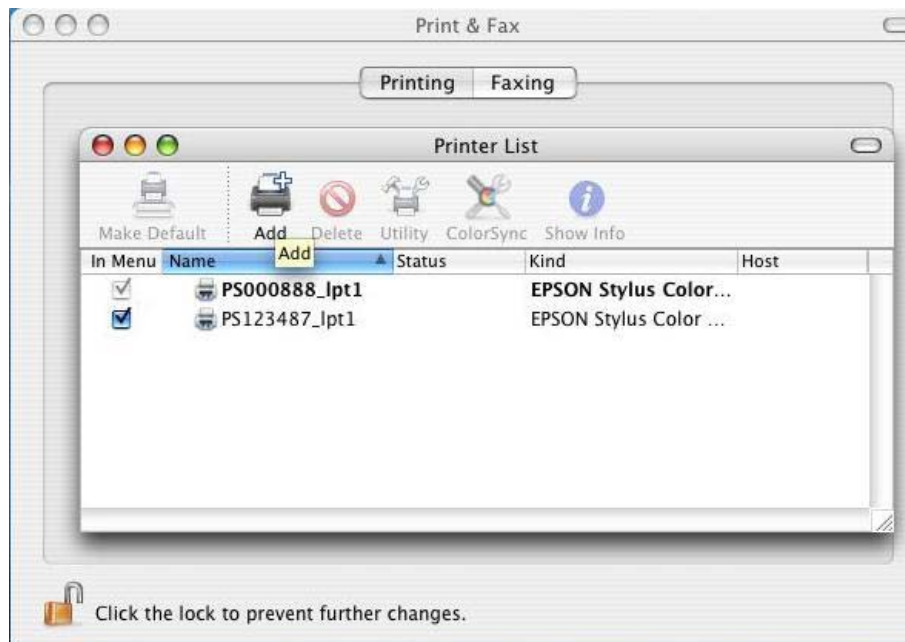 Print & Fax
Printing Faxing
Printer List
Make Default Add Delete Utility ColorSync Show Info
Add
In Menu Name Status Kind Host
PS000888_lpt1 EPSON Stylus Color...
PS123487_lpt1 EPSON Stylus Color ...
Click the lock to prevent further changes.